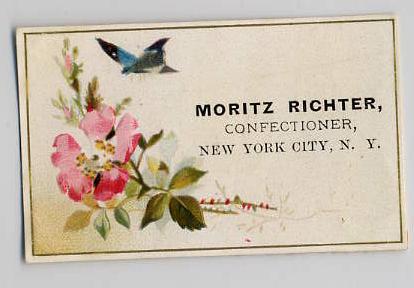 MORITZ RICHTER,
CONFECTIONER,
NEW YORK CITY, N. Y.